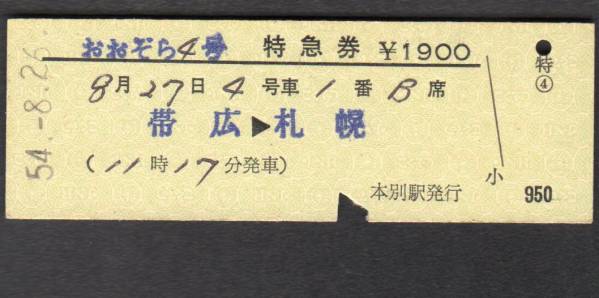 54.-8.26
おおぞら4号 特急券 ¥1900
8月27日4号車1番B席
帯広▶札幌
(11時17分発車)
本別駅発行
特
④
小
950